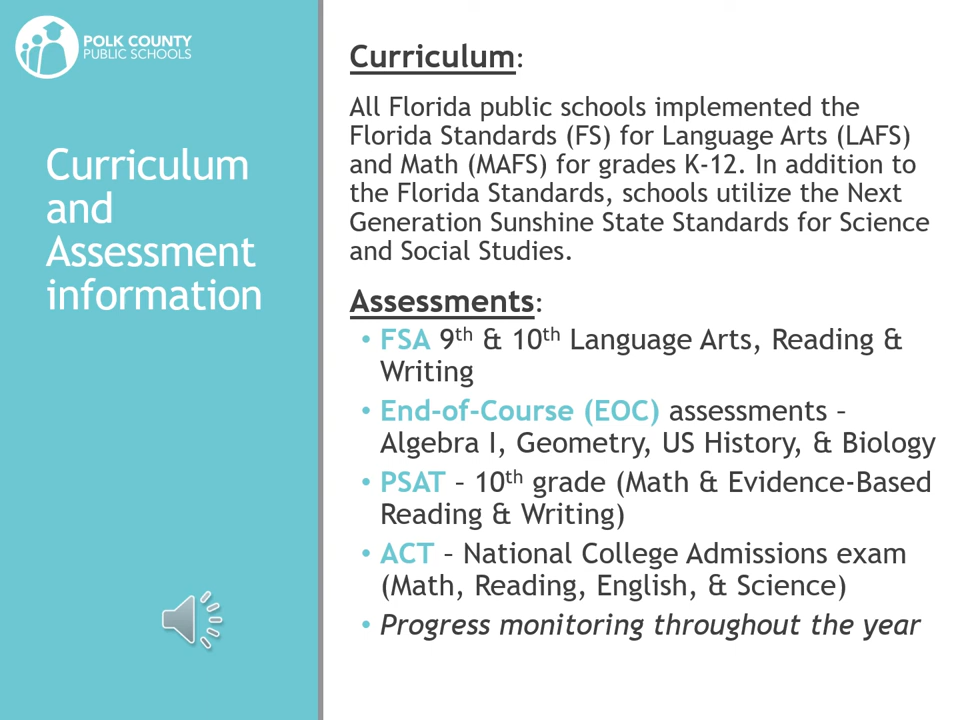 POLK COUNTY
PUBLIC SCHOOLS
Curriculum
and
Assessment
information
Curriculum:
All Florida public schools implemented the
Florida Standards (FS) for Language Arts (LAFS)
and Math (MAFS) for grades K-12. In addition to
the Florida Standards, schools utilize the Next
Generation Sunshine State Standards for Science
and Social Studies.
Assessments:
• FSA 9th & 10th Language Arts, Reading &
Writing
• End-of-Course (EOC) assessments –
Algebra I, Geometry, US History, & Biology
• PSAT – 10th grade (Math & Evidence-Based
Reading & Writing)
• ACT – National College Admissions exam
(Math, Reading, English, & Science)
• Progress monitoring throughout the year